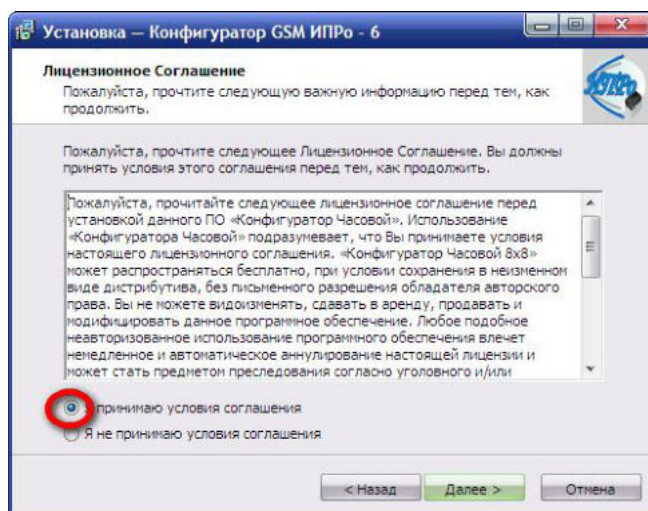 Установка — Конфигуратор GSM ИПРо - 6
Лицензионное Соглашение
Пожалуйста, прочтите следующую важную информацию перед тем, как
продолжить.
ИПРо
Пожалуйста, прочтите следующее Лицензионное Соглашение. Вы должны
принять условия этого соглашения перед тем, как продолжить.
Пожалуйста, прочитайте следующее лицензионное соглашение перед
установкой данного ПО «Конфигуратор Часовой». Использование
«Конфигуратора Часовой» подразумевает, что Вы принимаете условия
настоящего лицензионного соглашения. «Конфигуратор Часовой 8x8»
может распространяться бесплатно, при условии сохранения в неизменном
виде дистрибутива, без письменного разрешения обладателя авторского
права. Вы не можете видоизменять, сдавать в аренду, продавать и
модифицировать данное программное обеспечение. Любое подобное
неавторизованное использование программного обеспечения влечет
немедленное и автоматическое аннулирование настоящей лицензии и
может стать предметом преследования согласно уголовного и/или
Я принимаю условия соглашения
Я не принимаю условия соглашения
< Назад Далее > Отмена